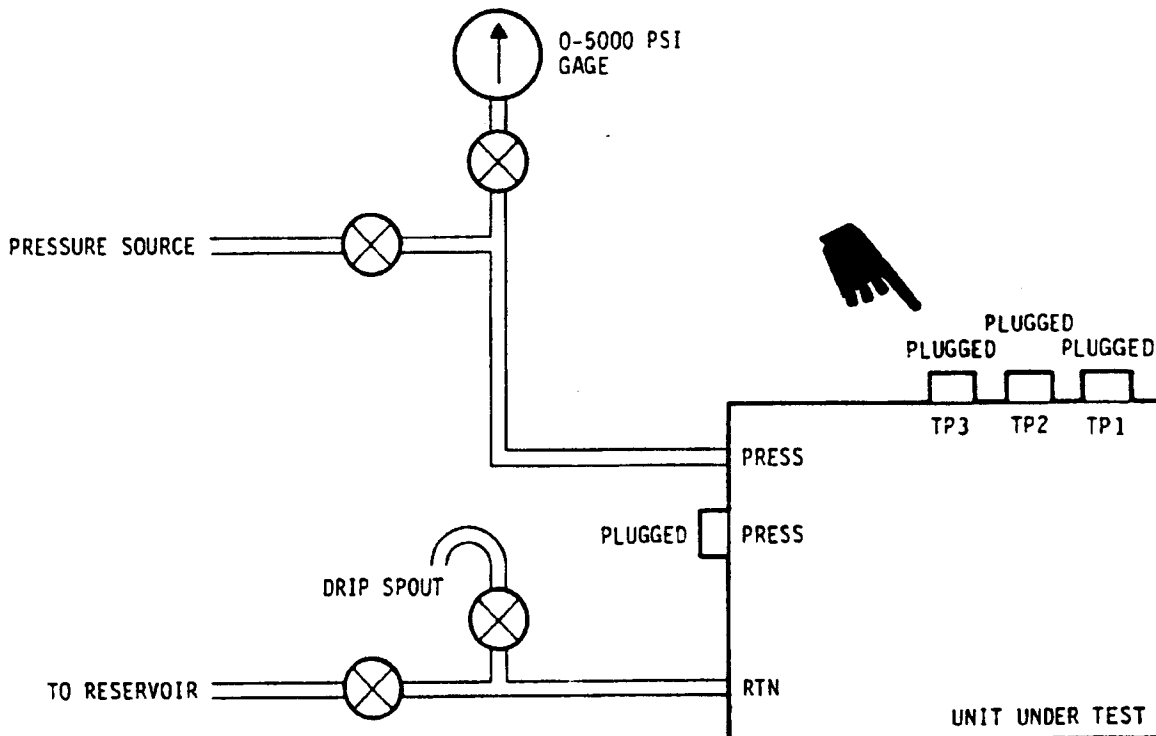 0-5000 PSI
GAGE
PRESSURE SOURCE
PLUGGED
PLUGGED
PLUGGED
TP3
TP2
TP1
PRESS
PLUGGED
PRESS
DRIP SPOUT
TO RESERVOIR
RTN
UNIT UNDER TEST